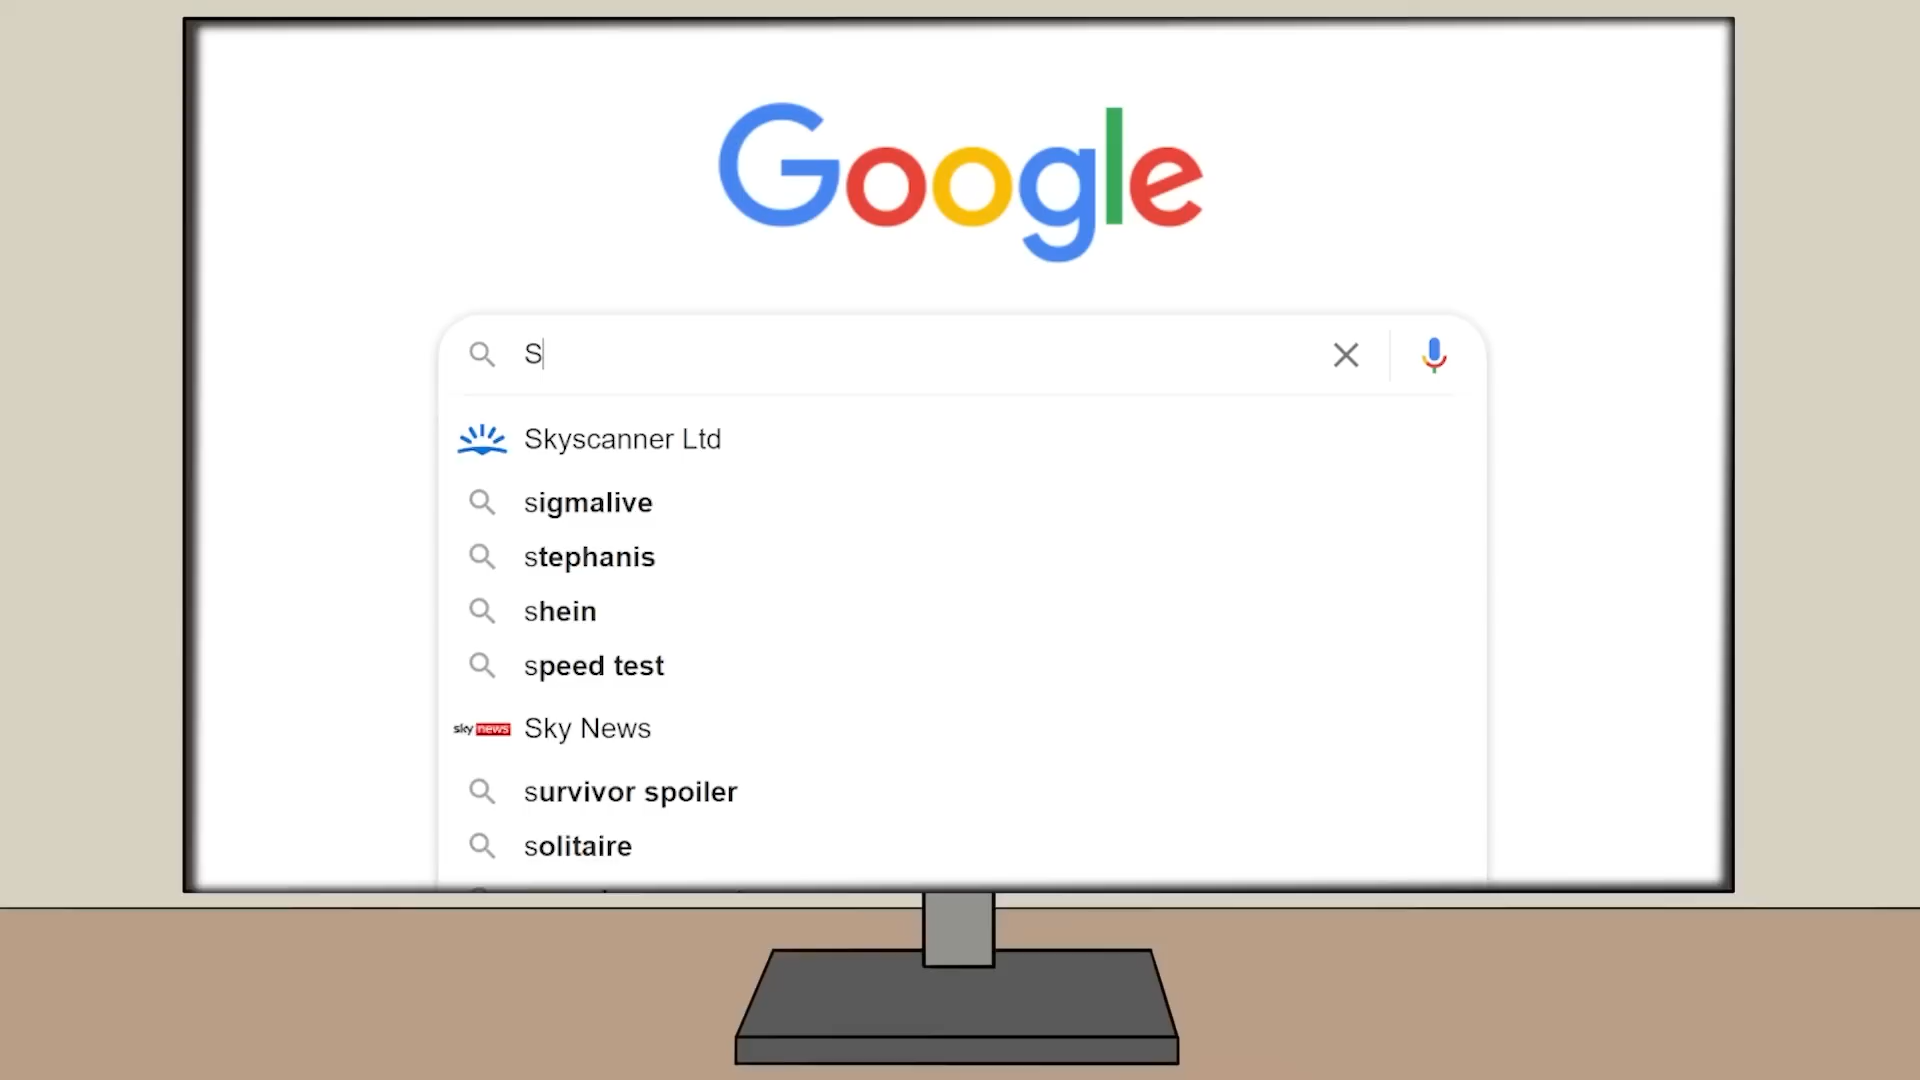 Google
S
Skyscanner Ltd
sigmalive
stephanis
shein
speed test
sky news Sky News
survivor spoiler
solitaire